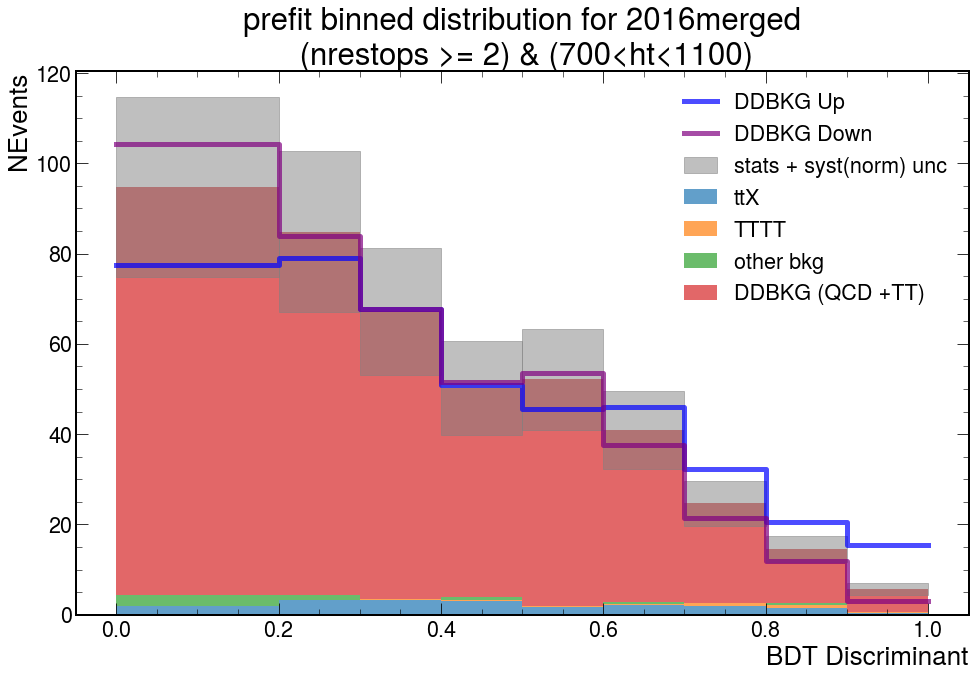 prefit binned distribution for 2016merged
(nrestops >= 2) & (700<ht<1100)
NEvents
120
100
80
60
40
20
0
DDBKG Up
DDBKG Down
stats + syst(norm) unc
ttX
TTTT
other bkg
DDBKG (QCD +TT)
0.0 0.2 0.4 0.6 0.8 1.0
BDT Discriminant